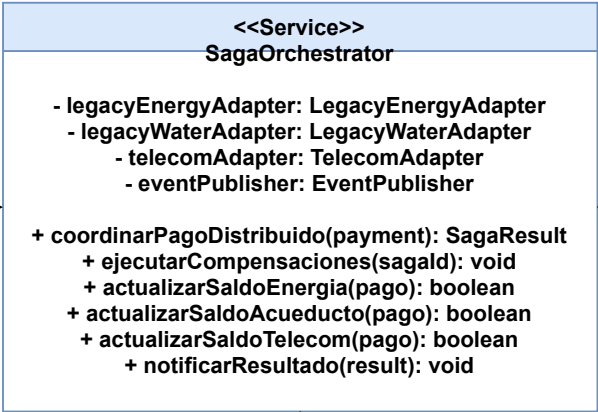 <<Service>>
SagaOrchestrator
- legacyEnergyAdapter: LegacyEnergyAdapter
- legacyWaterAdapter: LegacyWaterAdapter
- telecomAdapter: TelecomAdapter
- eventPublisher: EventPublisher
+ coordinarPagoDistribuido(payment): SagaResult
+ ejecutarCompensaciones(sagaId): void
+ actualizarSaldoEnergia(pago): boolean
+ actualizarSaldoAcueducto(pago): boolean
+ actualizarSaldoTelecom(pago): boolean
+ notificarResultado(result): void